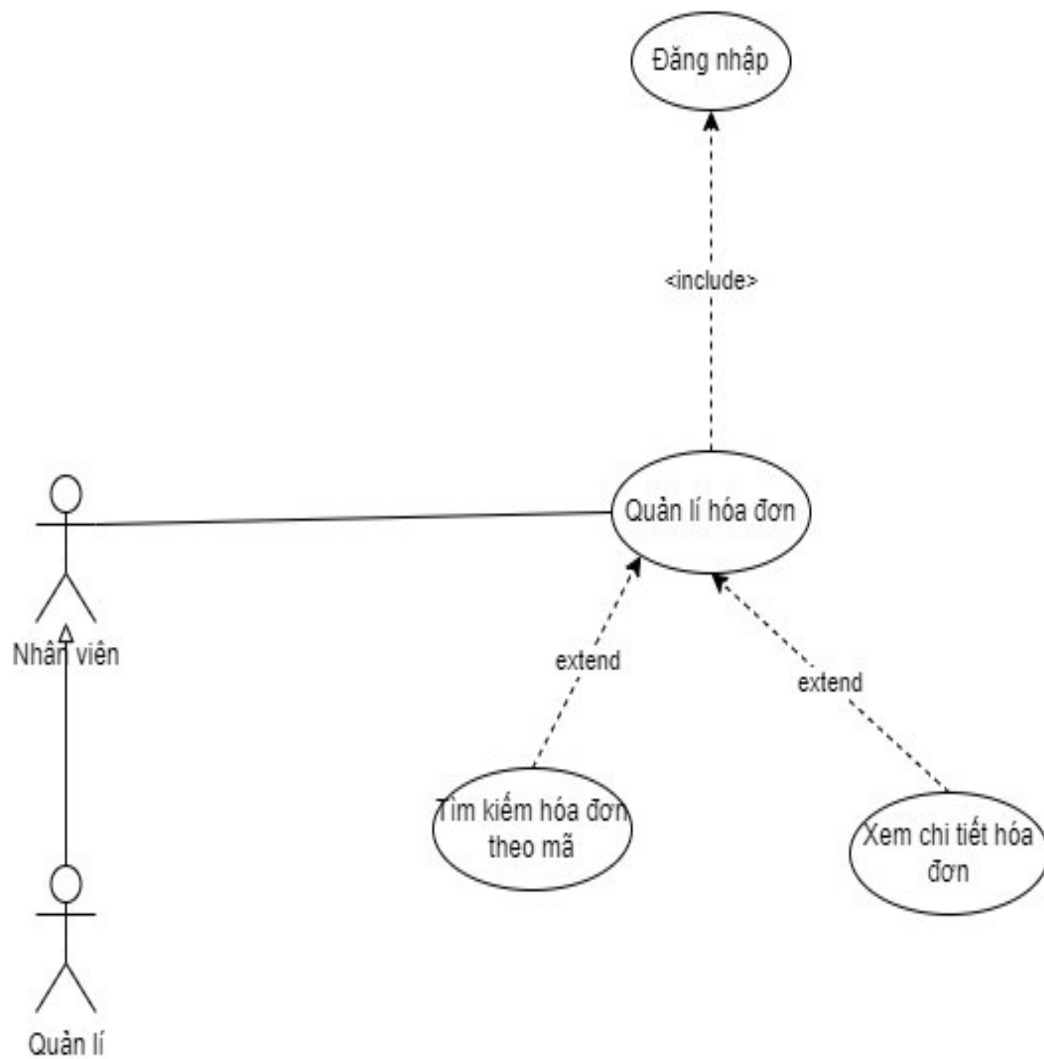 Đăng nhập
<include>
Quản lí hóa đơn
Nhân viên
extend
extend
Tìm kiếm hóa đơn
theo mã
Xem chi tiết hóa
đơn
Quản lí